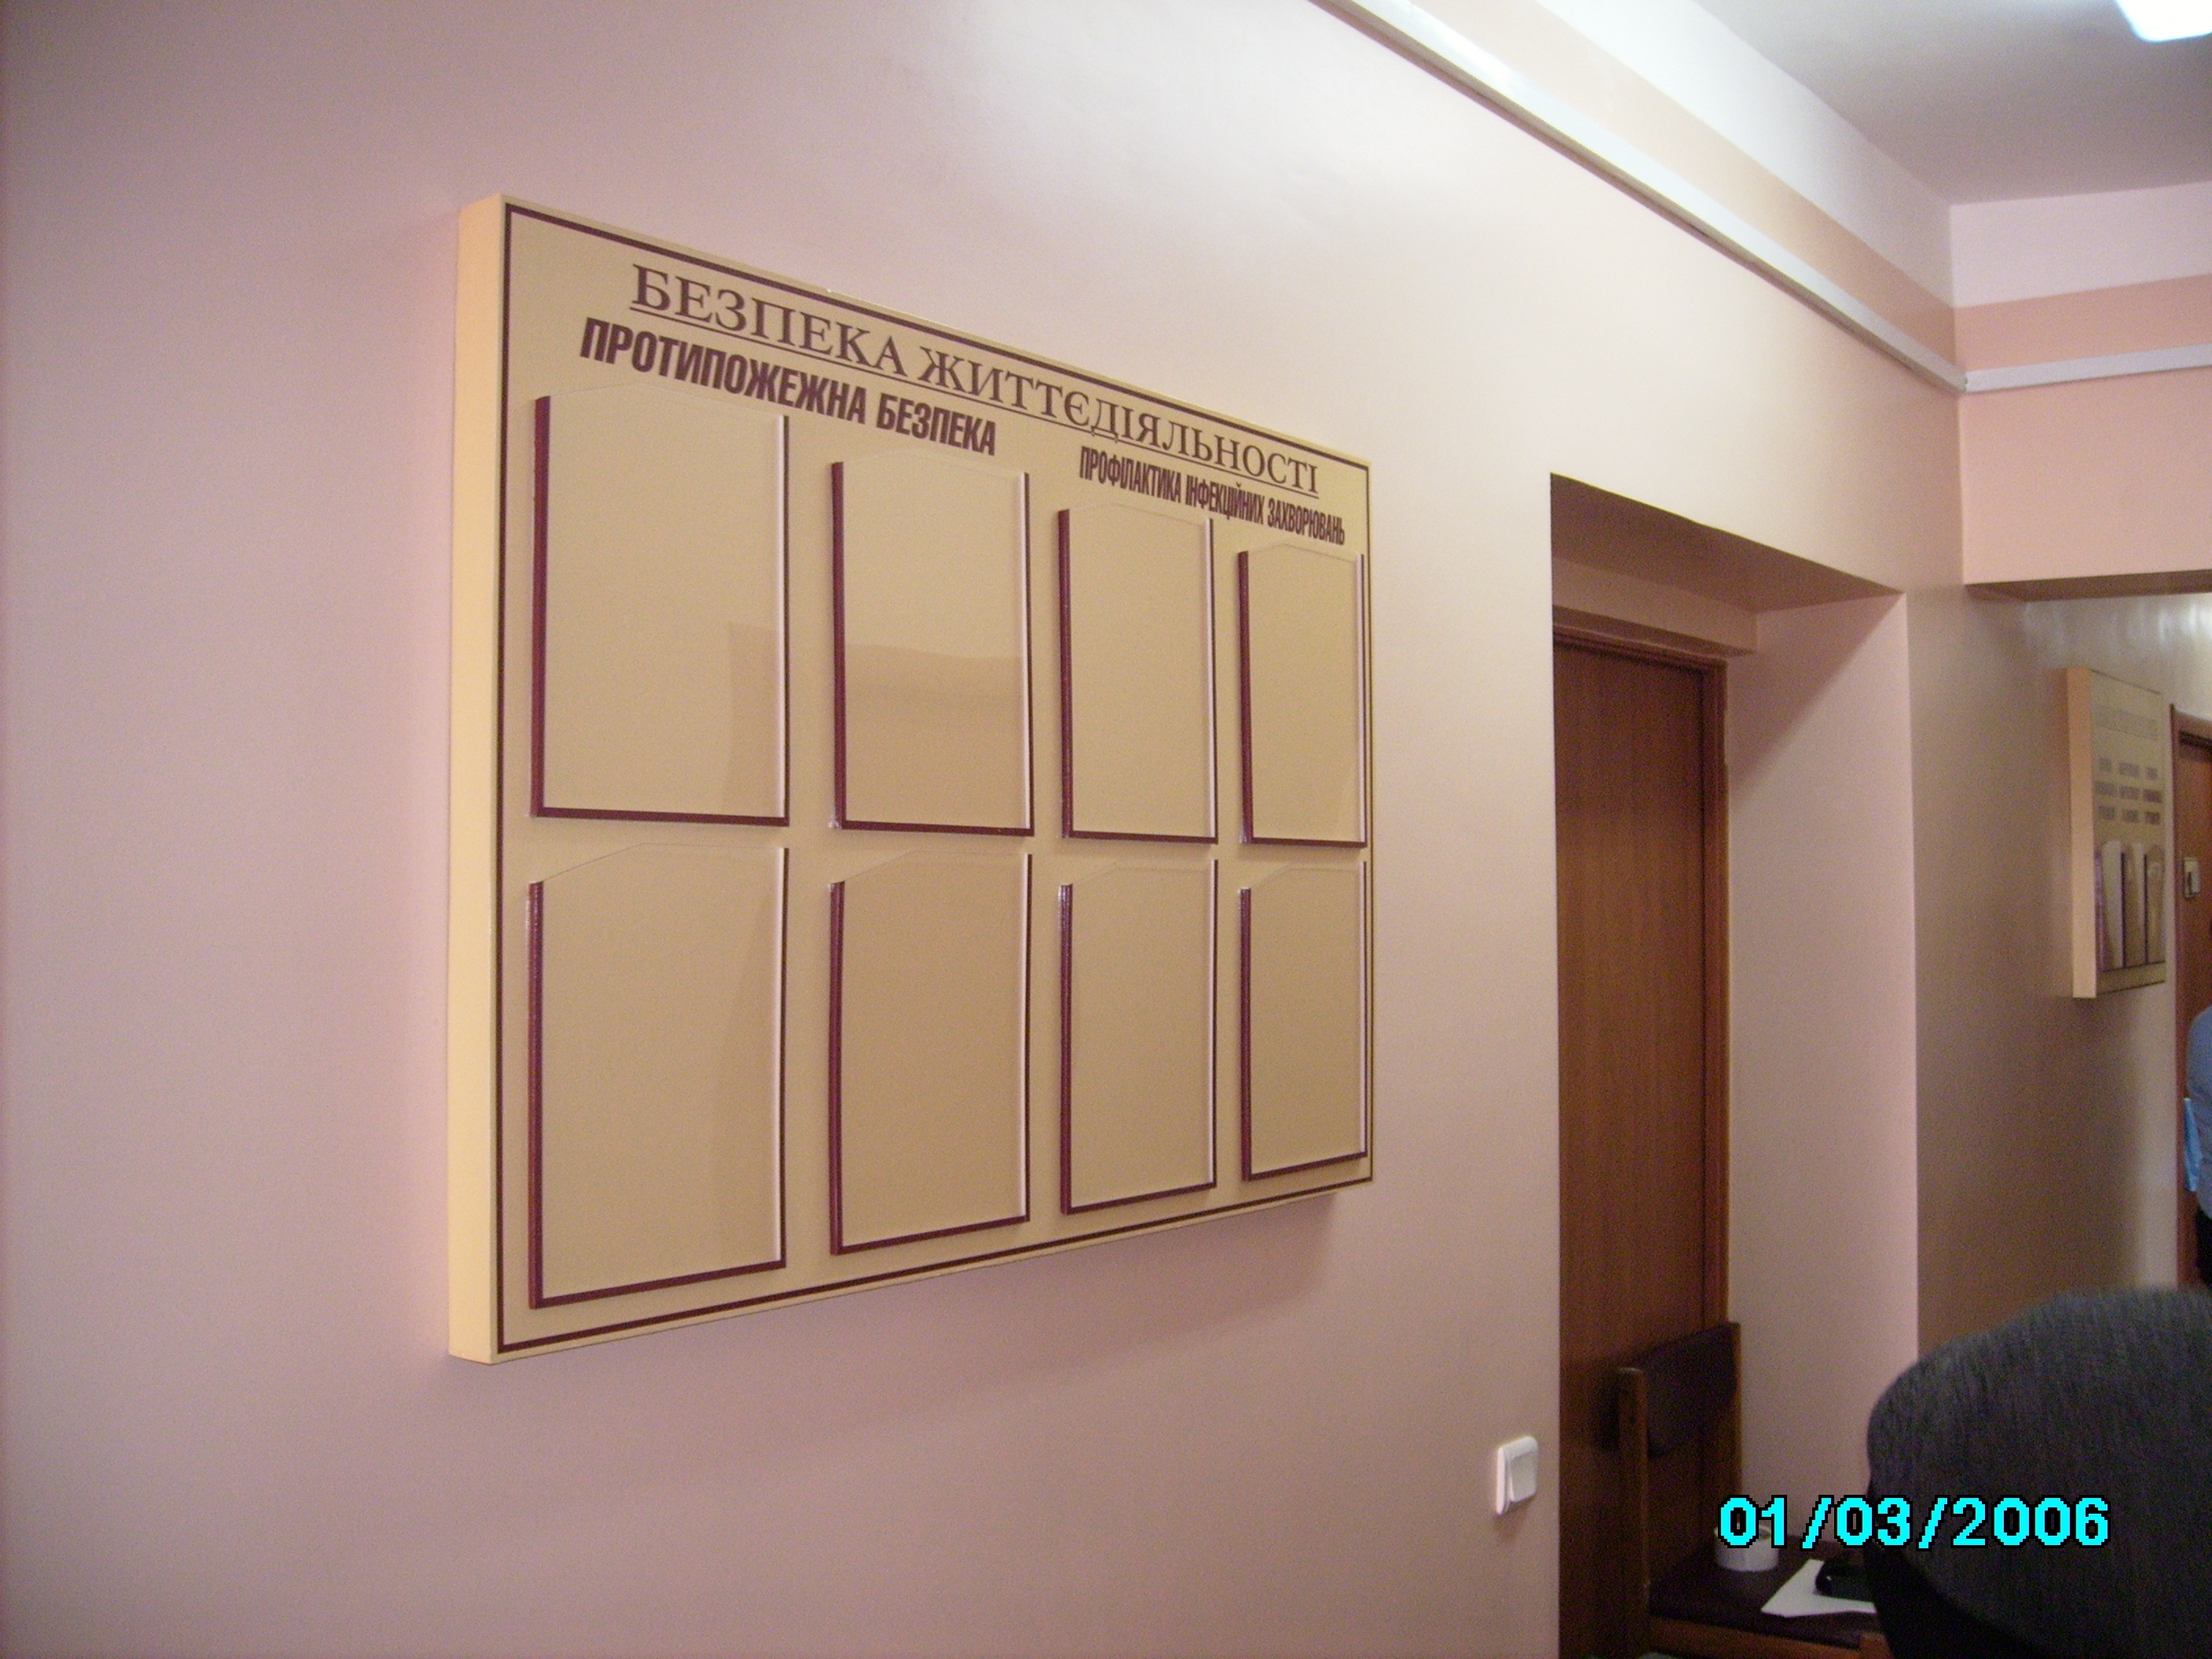 БЕЗПЕКА ЖИТТЄДІЯЛЬНОСТІ
ПРОТИПОЖЕЖНА БЕЗПЕКА
ПРОФІЛАКТИКА ІНФЕКЦІЙНИХ ЗАХВОРЮВАНЬ
01/03/2006